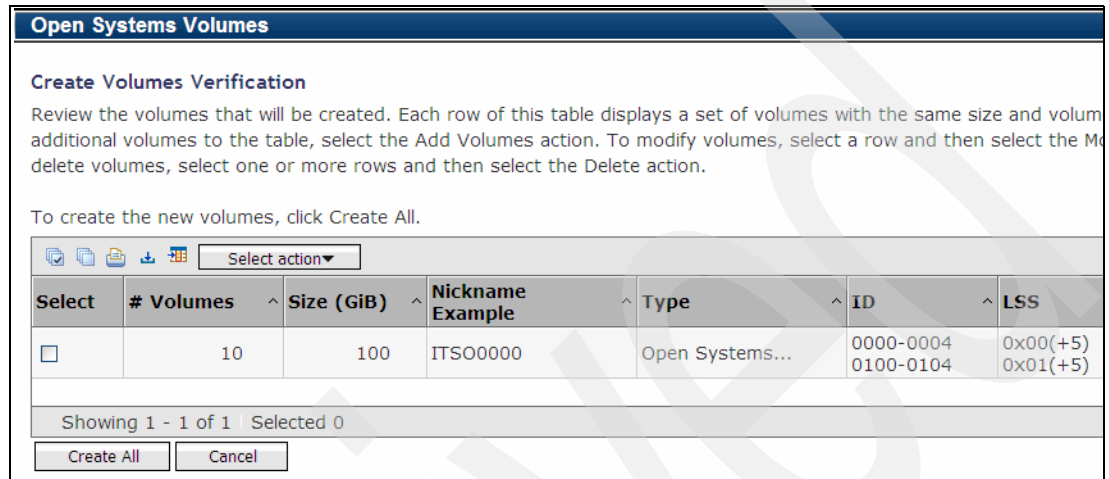 Open Systems Volumes
Create Volumes Verification
Review the volumes that will be created. Each row of this table displays a set of volumes with the same size and volum
additional volumes to the table, select the Add Volumes action. To modify volumes, select a row and then select the Mo
delete volumes, select one or more rows and then select the Delete action.
To create the new volumes, click Create All.
Select action▼
Select # Volumes ^ Size (GiB) ^ Nickname Example ^ Type ^ ID ^ LSS
10 100 ITSO0000 Open Systems... 0000-0004 0x00(+5)
0100-0104 0x01(+5)
Showing 1 - 1 of 1 Selected 0
Create All Cancel